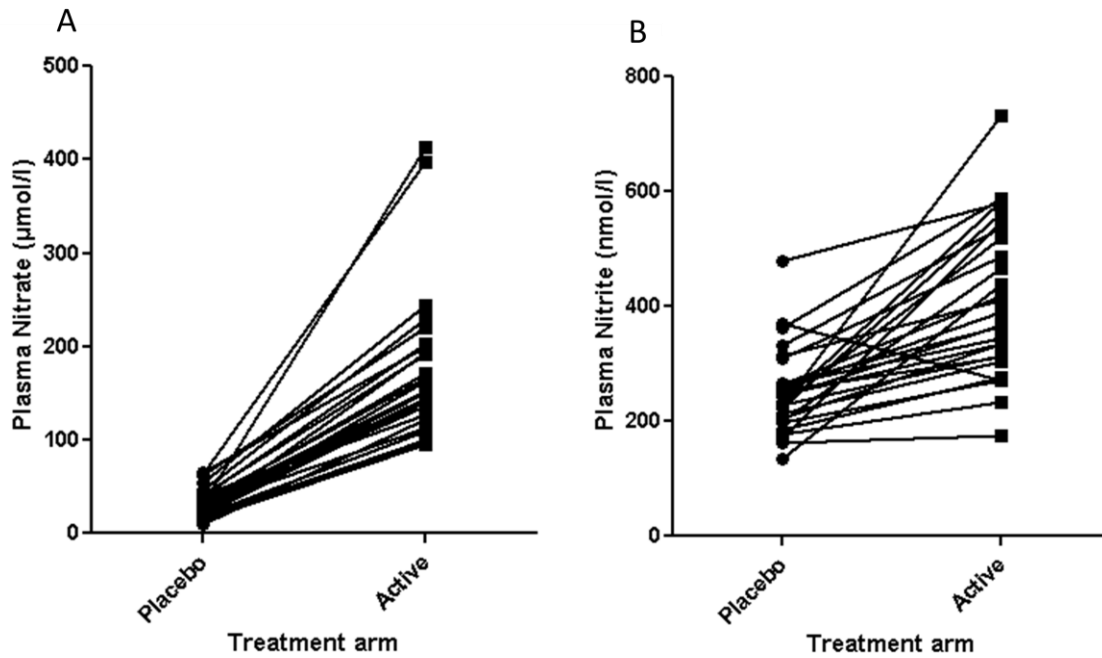 A
500
400
300
200
100
0
Plasma Nitrate (µmol/l)
Placebo
Active
Treatment arm
B
800
600
400
200
0
Plasma Nitrite (nmol/l)
Placebo
Active
Treatment arm